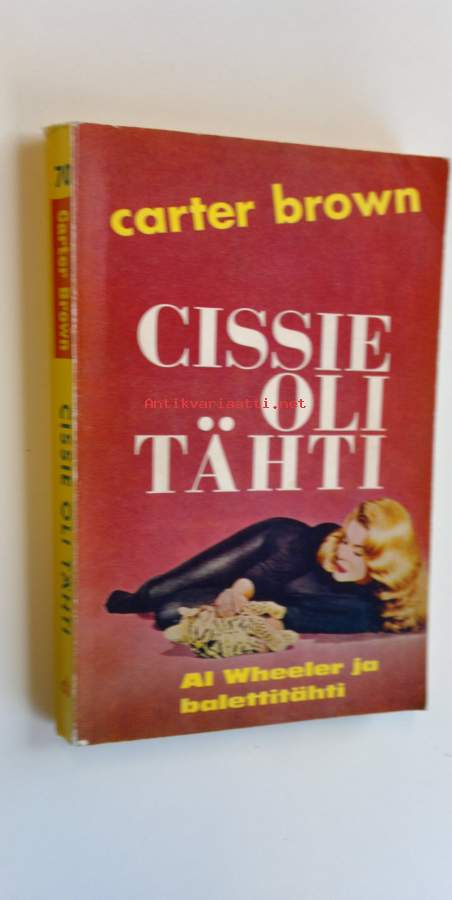 carter brown
CISSIE
OLI
TÄHTI
Al Wheeler ja
balettitähti
70
Carter Brown
CISSIE OLI TÄHTI
Antikvariaatti.net